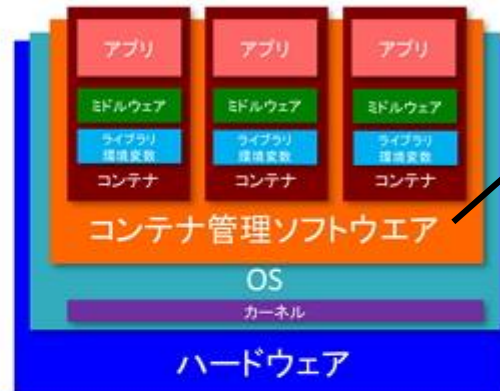 アプリ アプリ アプリ
ミドルウェア ミドルウェア ミドルウェア
ライブラリ ライブラリ ライブラリ
環境変数 環境変数 環境変数
コンテナ コンテナ コンテナ
コンテナ管理ソフトウエア
OS
カーネル
ハードウェア